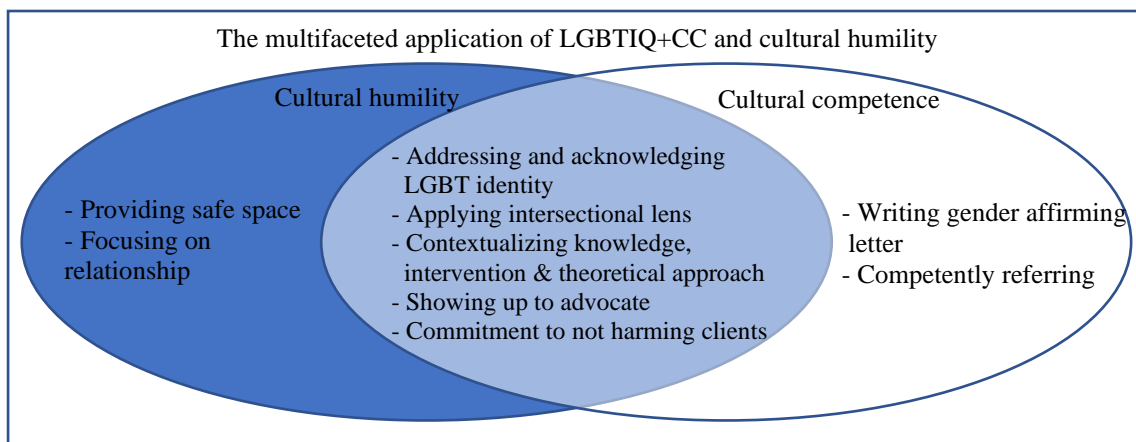 The multifaceted application of LGBTIQ+CC and cultural humility
Cultural humility
- Providing safe space
- Focusing on
relationship
- Addressing and acknowledging
LGBT identity
- Applying intersectional lens
- Contextualizing knowledge,
intervention & theoretical approach
- Showing up to advocate
- Commitment to not harming clients
Cultural competence
- Writing gender affirming
letter
- Competently referring